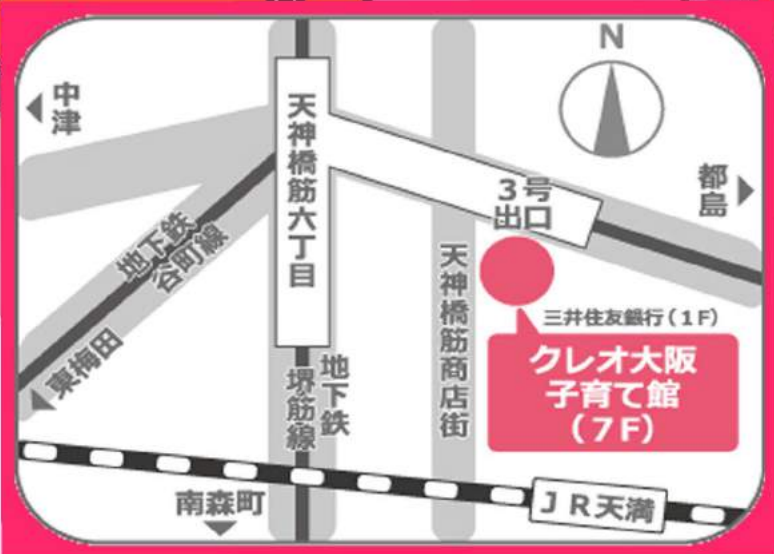 N
中津
天神橋筋六丁目
3号
出口
都島
地下鉄
谷町線
東梅田
天神橋筋商店街
三井住友銀行(1F)
クレオ大阪
子育て館
(7F)
地下鉄
堺筋線
南森町
JR天満